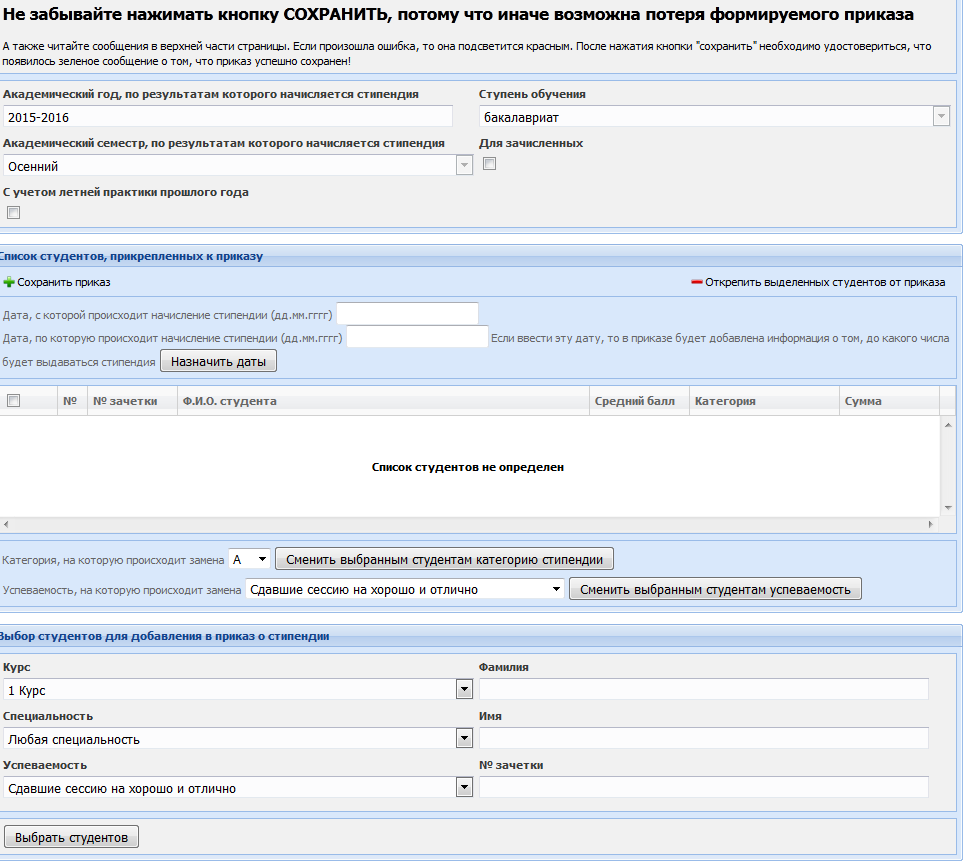 Не забывайте нажимать кнопку СОХРАНИТЬ, потому что иначе возможна потеря формируемого приказа
А также читайте сообщения в верхней части страницы. Если произошла ошибка, то она подсветится красным. После нажатия кнопки "сохранить" необходимо удостовериться, что
появилось зеленое сообщение о том, что приказ успешно сохранен!
Академический год, по результатам которого начисляется стипендия
Ступень обучения
2015-2016
бакалавриат
Академический семестр, по результатам которого начисляется стипендия
Для зачисленных
Осенний
С учетом летней практики прошлого года
Список студентов, прикрепленных к приказу
Сохранить приказ
Открепить выделенных студентов от приказа
Дата, с которой происходит начисление стипендии (дд.мм.гггг)
Дата, по которую происходит начисление стипендии (дд.мм.гггг) Если ввести эту дату, то в приказе будет добавлена информация о том, до какого числа
будет выдаваться стипендия Назначить даты
№ № зачетки Ф.И.О. студента Средний балл Категория Сумма
Список студентов не определен
Категория, на которую происходит замена A Сменить выбранным студентам категорию стипендии
Успеваемость, на которую происходит замена Сдавшие сессию на хорошо и отлично Сменить выбранным студентам успеваемость
Выбор студентов для добавления в приказ о стипендии
Курс
Фамилия
1 Курс
Специальность
Имя
Любая специальность
Успеваемость
№ зачетки
Сдавшие сессию на хорошо и отлично
Выбрать студентов